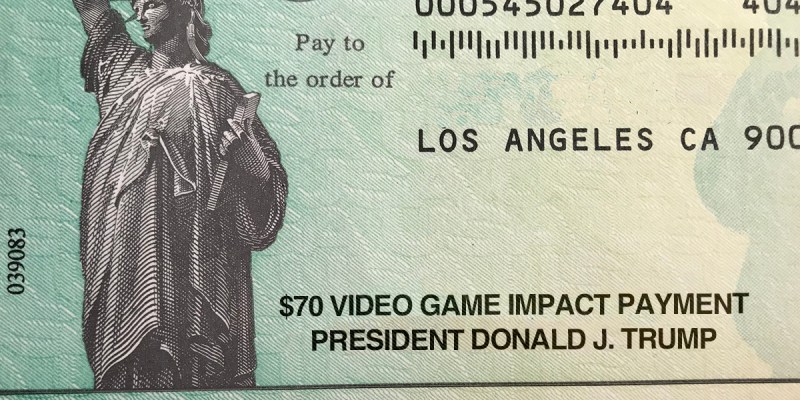 000545027404 404
Pay to
the order of
LOS ANGELES CA 900
039083
$70 VIDEO GAME IMPACT PAYMENT
PRESIDENT DONALD J. TRUMP